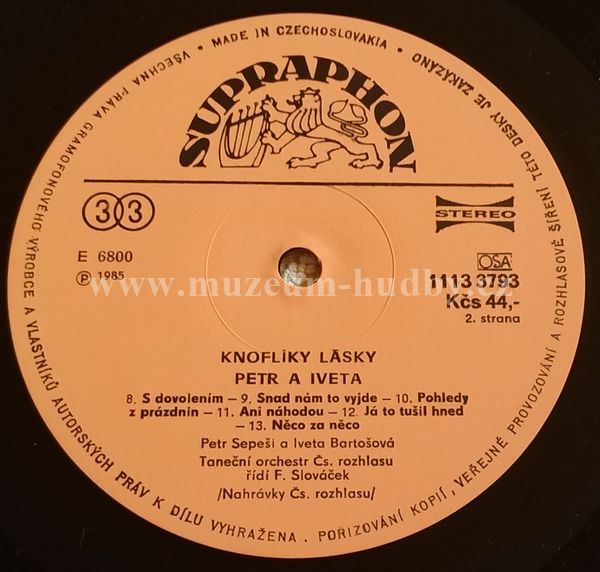 VŠECHNA PRÁVA GRAMOFONOVÉHO VÝROBCE A VLASTNÍKŮ AUTORSKÝCH PRÁV K DÍLU VYHRAŽENA. POŘIZOVÁNÍ KOPIÍ, VEŘEJNÉ PROVOZOVÁNÍ A ROZHLASOVÉ ŠÍŘENÍ TÉTO DESKY JE ZAKÁZÁNO • MADE IN CZECHOSLOVAKIA •
SUPRAPHON
33
STEREO
E 6800
Ⓟ 1985
OSA
1113 3793
www.muzeum-hudby.cz
Kčs 44,-
2. strana
KNOFLÍKY LÁSKY
PETR A IVETA
8. S dovolením – 9. Snad nám to vyjde – 10. Pohledy
z prázdnin – 11. Ani náhodou – 12. Já to tušil hned
– 13. Něco za něco
Petr Sepeši a Iveta Bartošová
Taneční orchestr Čs. rozhlasu
řídí F. Slováček
/Nahrávky Čs. rozhlasu/